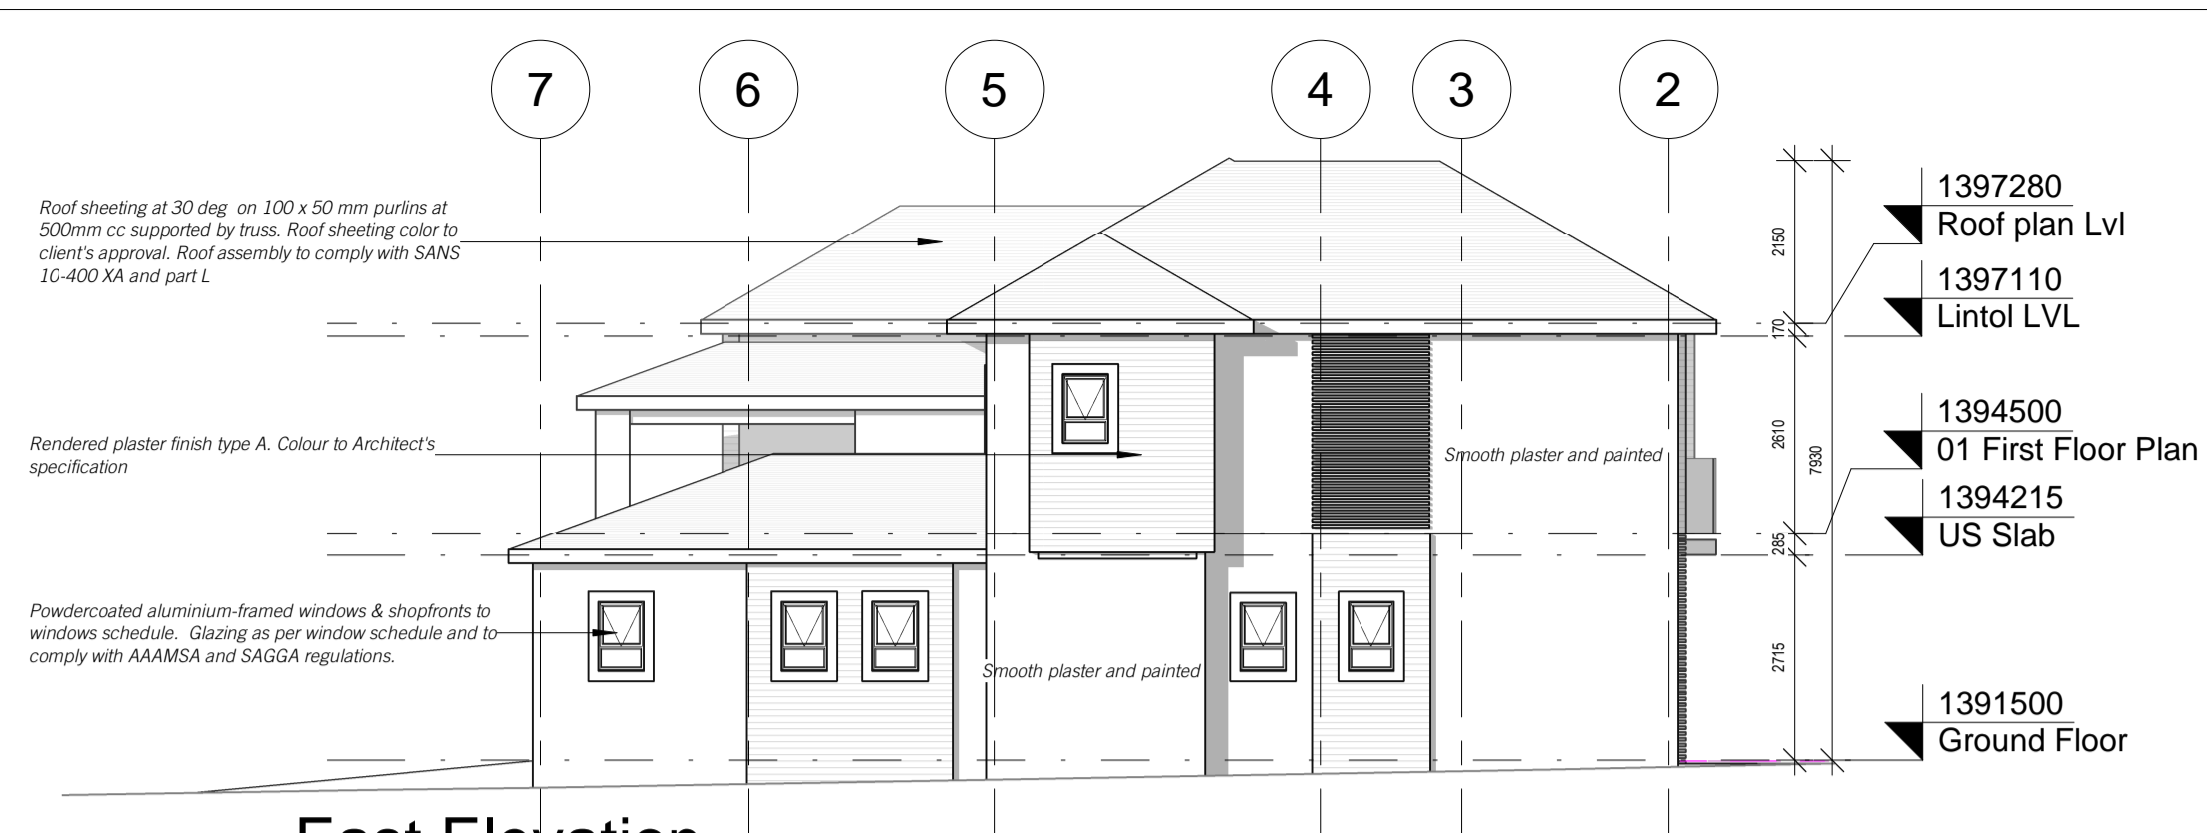 7
6
5
4
3
2
Roof sheeting at 30 deg on 100 x 50 mm purlins at
500mm cc supported by truss. Roof sheeting color to
client's approval. Roof assembly to comply with SANS
10-400 XA and part L
Rendered plaster finish type A. Colour to Architect's
specification
Powdercoated aluminium-framed windows & shopfronts to
windows schedule. Glazing as per window schedule and to
comply with AAAMSA and SAGGA regulations.
Smooth plaster and painted
Smooth plaster and painted
2150
170
2610
285
2715
7930
1397280
Roof plan Lvl
1397110
Lintol LVL
1394500
01 First Floor Plan
1394215
US Slab
1391500
Ground Floor
East Elevation